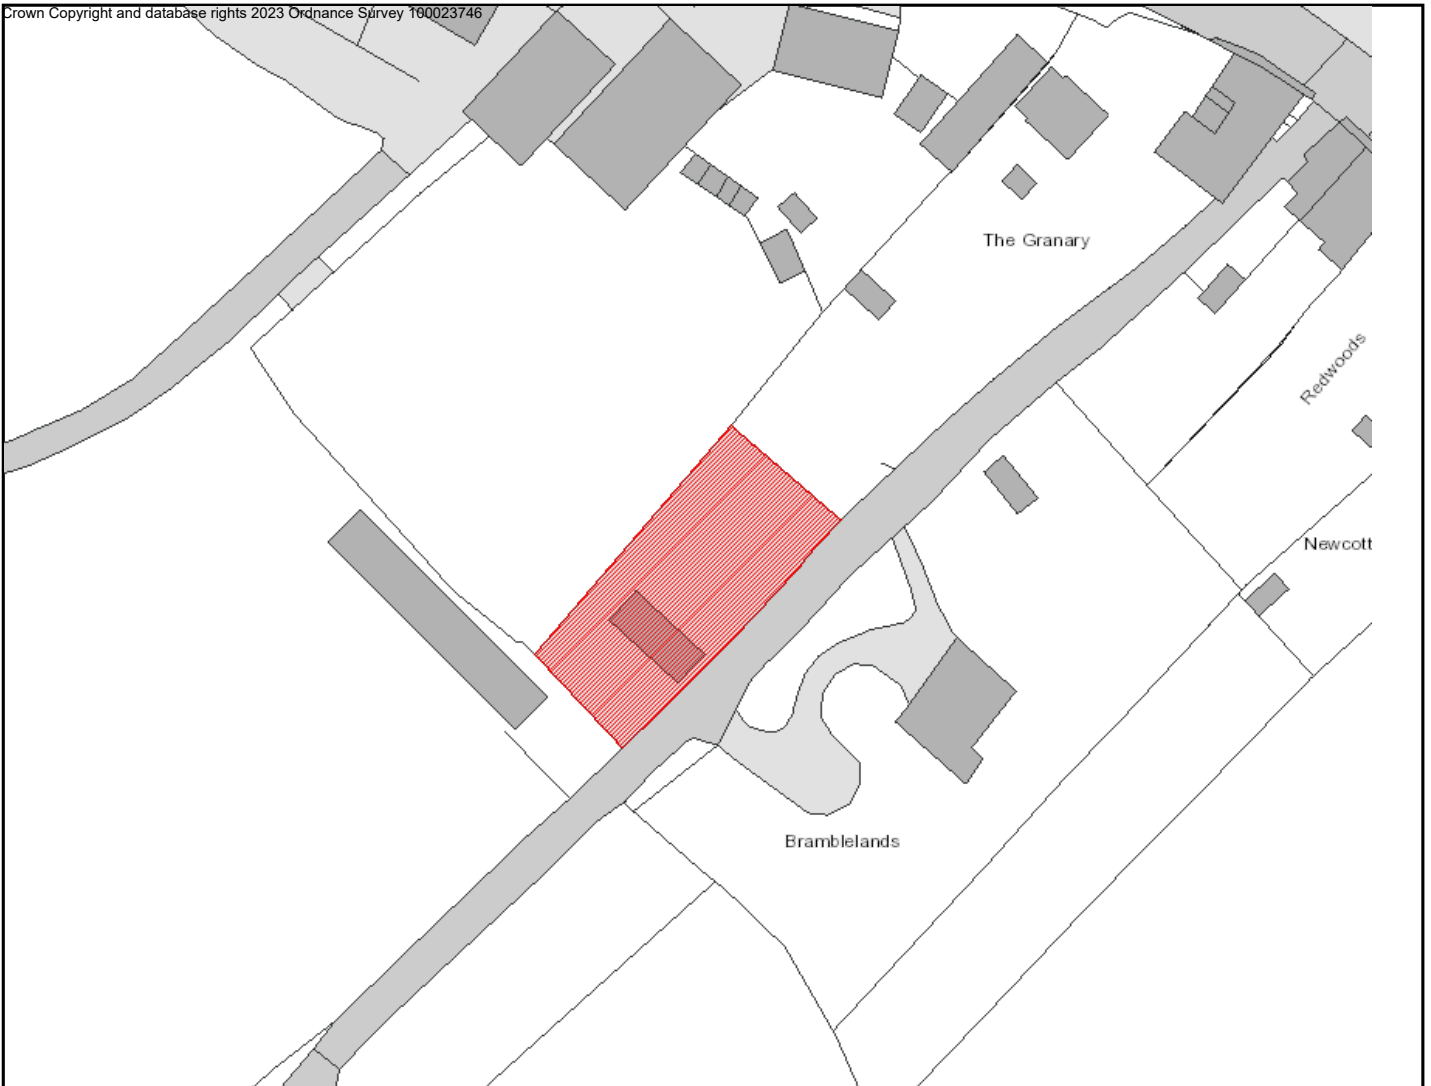 Crown Copyright and database rights 2023 Ordnance Survey 100023746
The Granary
Redwoods
Newcott
Bramblelands